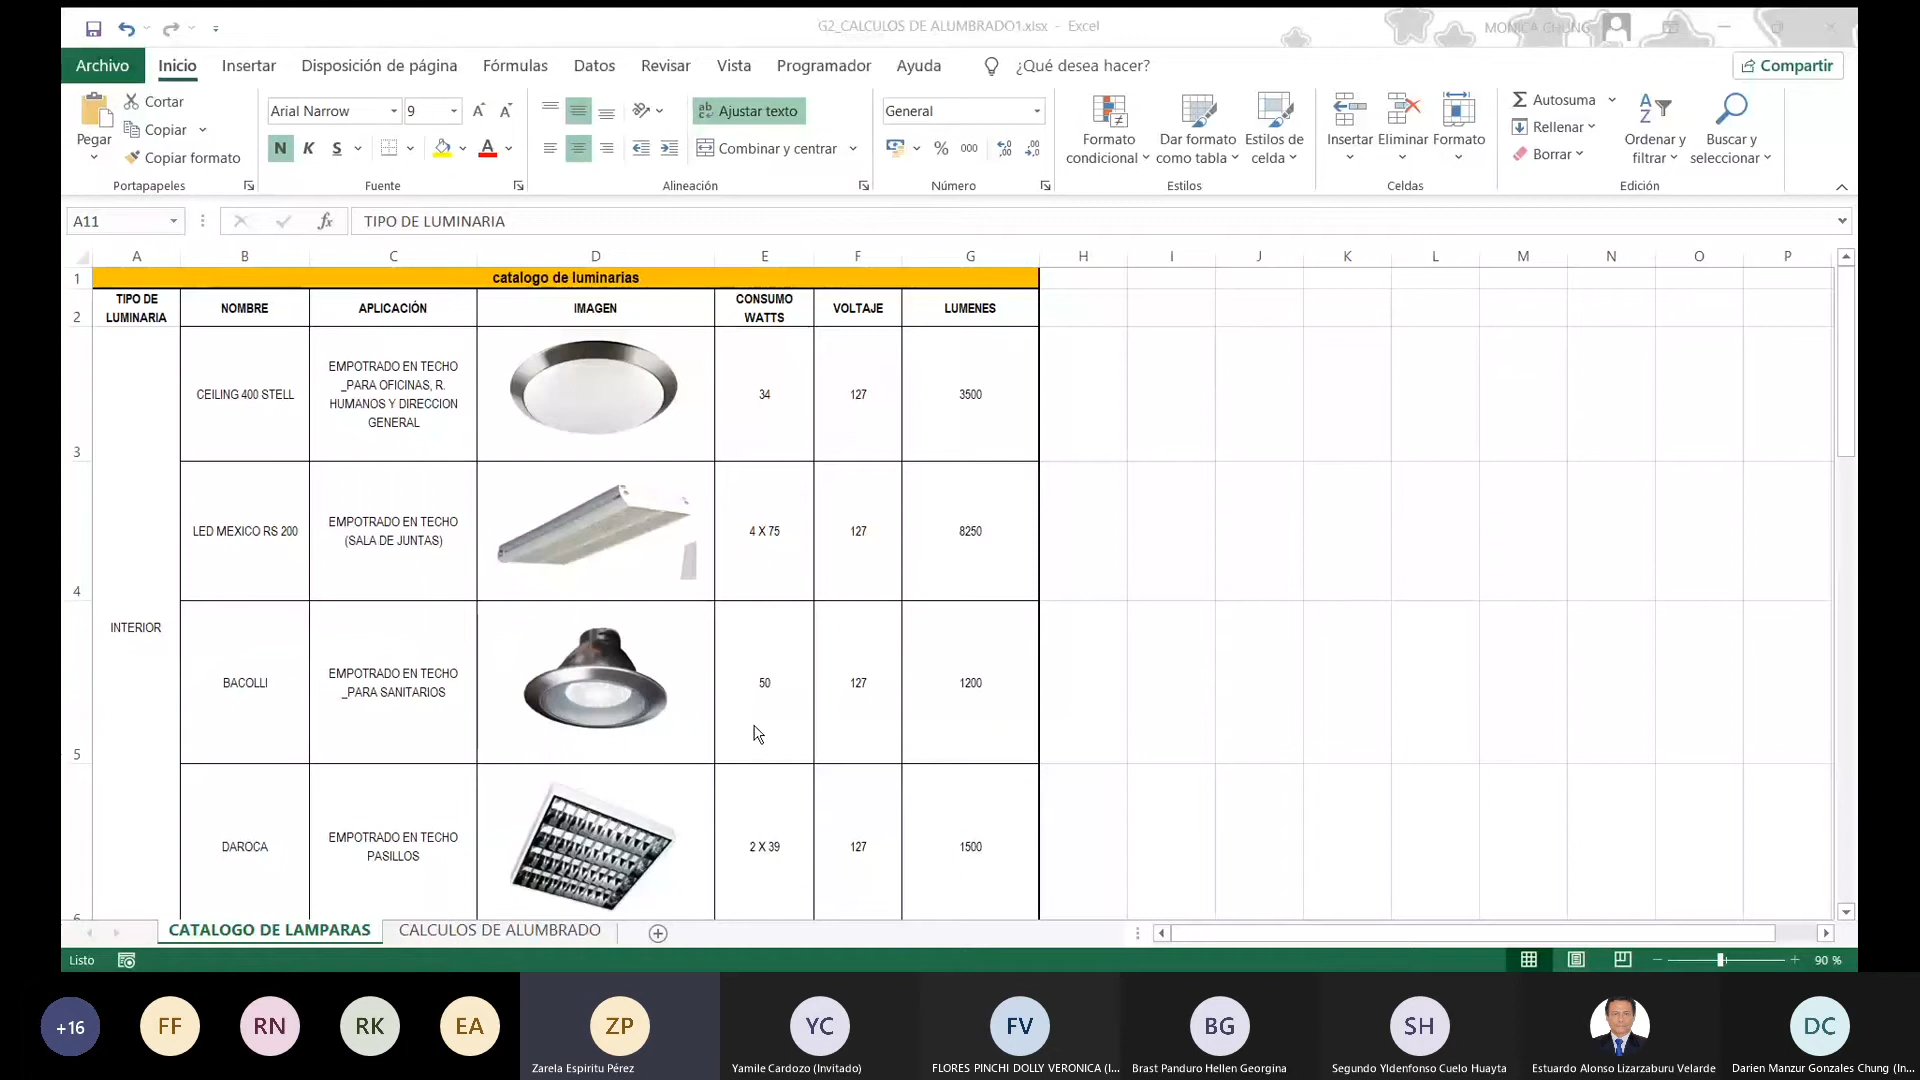 G2_CALCULOS DE ALUMBRADO1.xlsx - Excel
MONICA CHUNG
Archivo Inicio Insertar Disposición de página Fórmulas Datos Revisar Vista Programador Ayuda ¿Qué desea hacer? Compartir
Pegar
Cortar
Copiar
Copiar formato
Portapapeles
Arial Narrow 9
N K S
Fuente
Ajustar texto
Combinar y centrar
Alineación
General
% 000
Número
Formato condicional
Dar formato como tabla
Estilos de celda
Estilos
Insertar Eliminar Formato
Celdas
Autosuma
Rellenar
Borrar
Ordenar y filtrar
Buscar y seleccionar
Edición
A11 fx TIPO DE LUMINARIA
A B C D E F G H I J K L M N O P
1 catalogo de luminarias
2 TIPO DE LUMINARIA NOMBRE APLICACIÓN IMAGEN CONSUMO WATTS VOLTAJE LUMENES
3 CEILING 400 STELL EMPOTRADO EN TECHO _PARA OFICINAS, R. HUMANOS Y DIRECCION GENERAL 34 127 3500
4 LED MEXICO RS 200 EMPOTRADO EN TECHO (SALA DE JUNTAS) 4 X 75 127 8250
INTERIOR
5 BACOLLI EMPOTRADO EN TECHO _PARA SANITARIOS 50 127 1200
6 DAROCA EMPOTRADO EN TECHO PASILLOS 2 X 39 127 1500
CATALOGO DE LAMPARAS CALCULOS DE ALUMBRADO
Listo 90 %
+16 FF RN RK EA ZP YC FV BG SH DC
Zarela Espiritu Pérez Yamile Cardozo (Invitado) FLORES PINCHI DOLLY VERONICA (I... Brast Panduro Hellen Georgina Segundo Yldenfonso Cuelo Huayta Estuardo Alonso Lizarzaburu Velarde Darien Manzur Gonzales Chung (In...